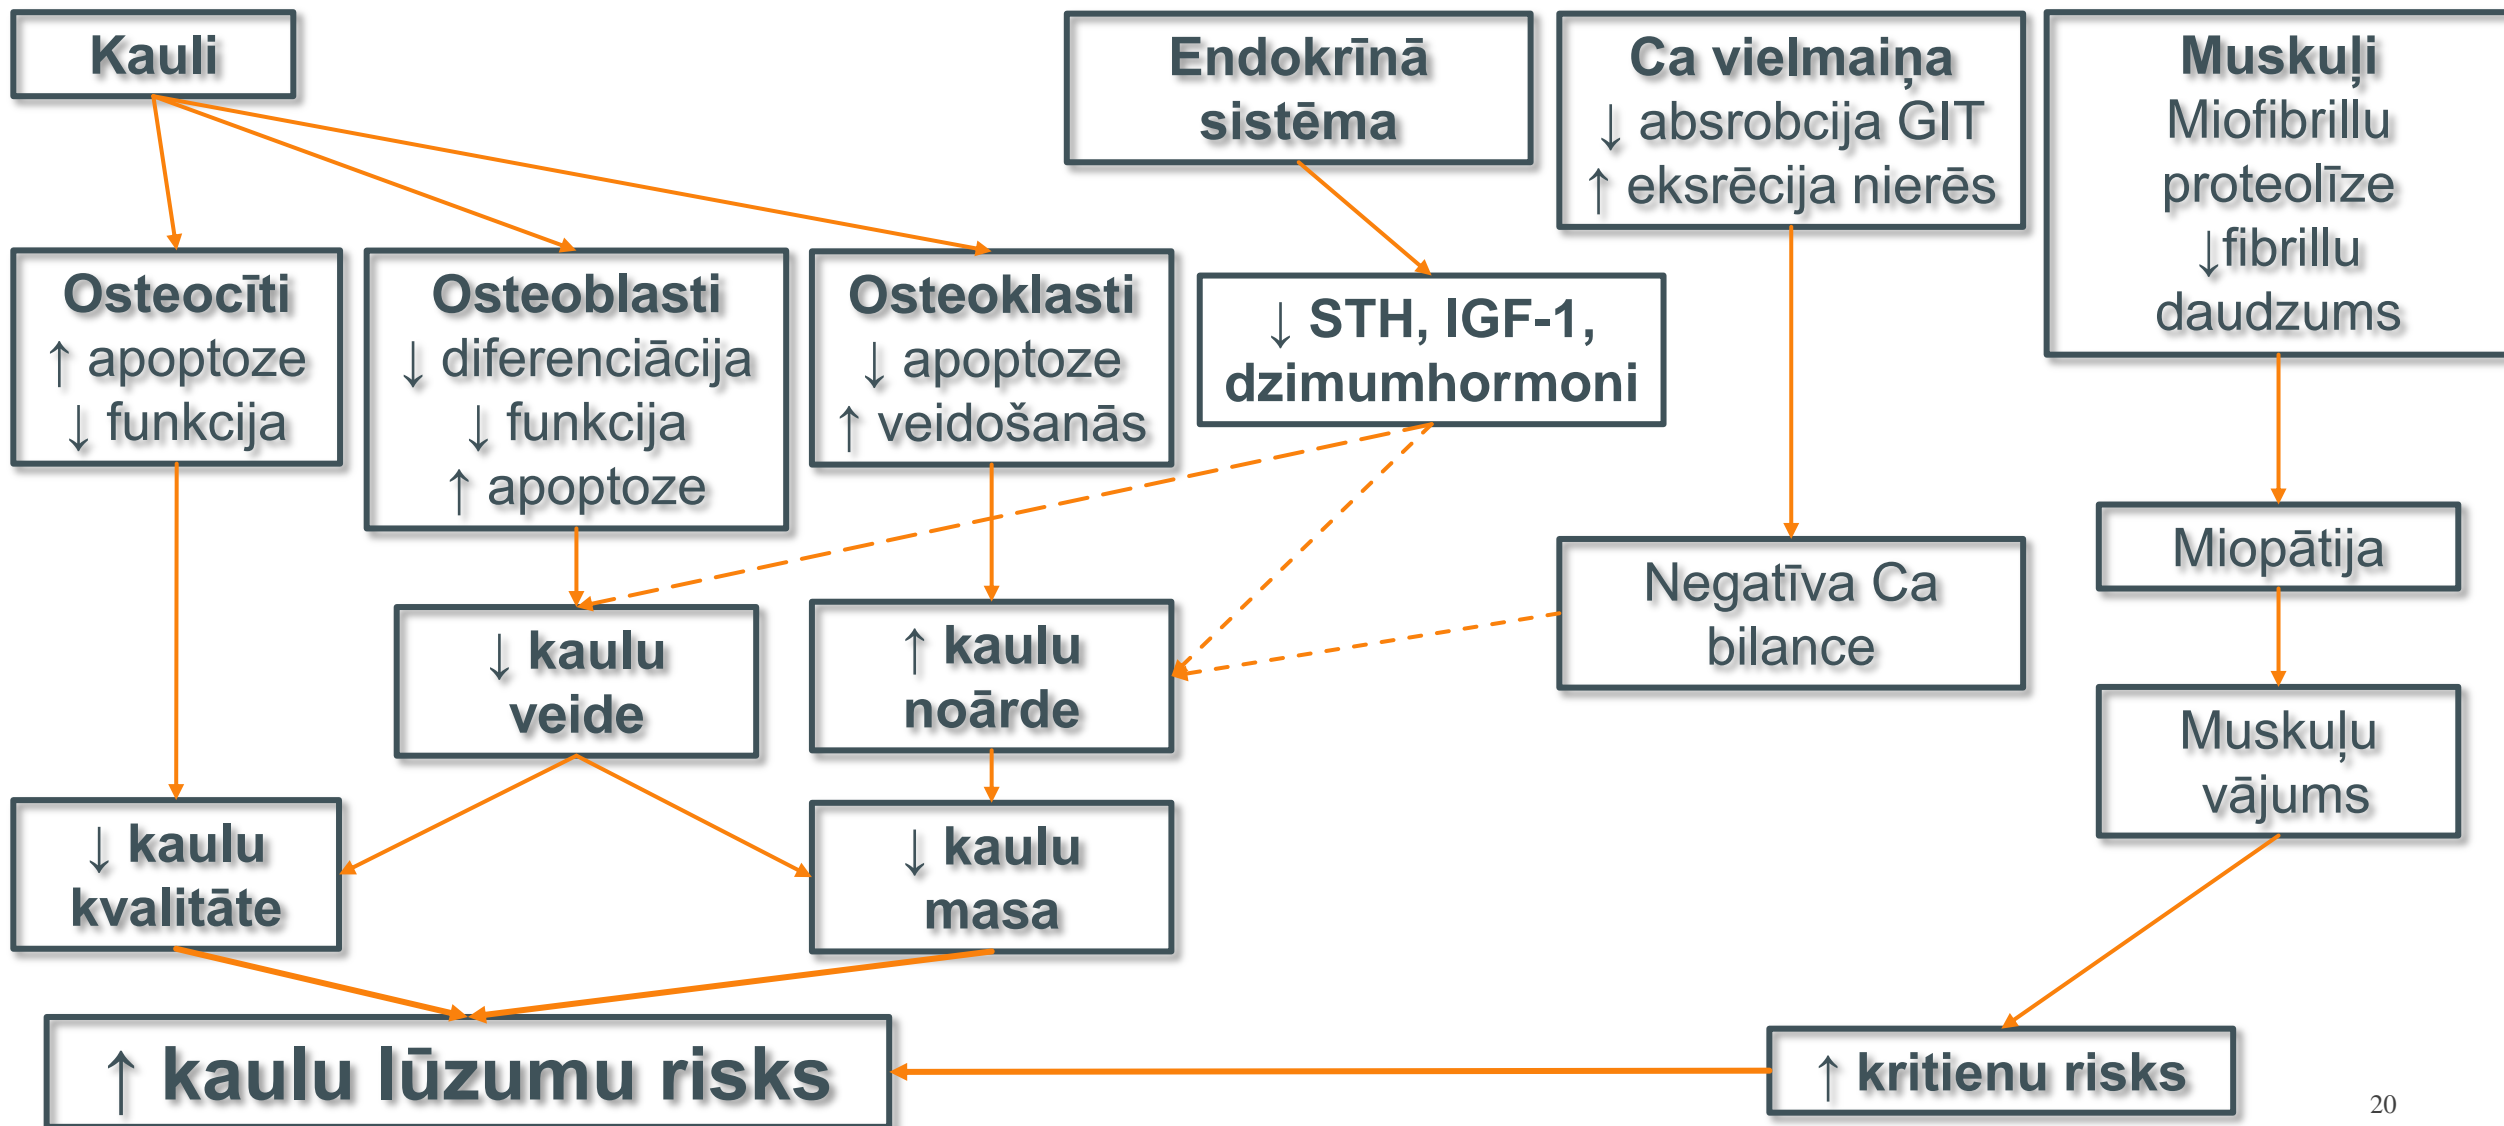 Kauli
Endokrīnā
sistēma
Ca vielmaiņa
↓ absrobcija GIT
↑ eksrēcija nierēs
Muskuļi
Miofibrillu
proteolīze
↓fibrillu
daudzums
Osteocīti
↑ apoptoze
↓ funkcija
Osteoblasti
↓ diferenciācija
↓ funkcija
↑ apoptoze
Osteoklasti
↓ apoptoze
↑ veidošanās
↓ STH, IGF-1,
dzimumhormoni
↓ kaulu
veide
↑ kaulu
noārde
Negatīva Ca
bilance
Miopātija
Muskuļu
vājums
↓ kaulu
kvalitāte
↓ kaulu
masa
↑ kaulu lūzumu risks
↑ kritienu risks
20